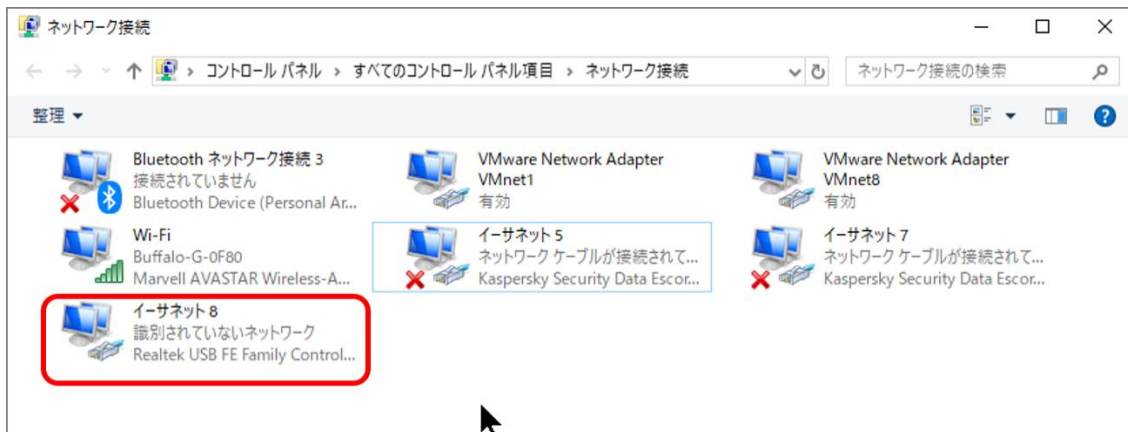 ネットワーク接続
コントロール パネル › すべてのコントロール パネル項目 › ネットワーク接続
ネットワーク接続の検索
整理
Bluetooth ネットワーク接続 3
接続されていません
Bluetooth Device (Personal Ar...
VMware Network Adapter
VMnet1
有効
VMware Network Adapter
VMnet8
有効
Wi-Fi
Buffalo-G-0F80
Marvell AVASTAR Wireless-A...
イーサネット 5
ネットワーク ケーブルが接続されて...
Kaspersky Security Data Escor...
イーサネット 7
ネットワーク ケーブルが接続されて...
Kaspersky Security Data Escor...
イーサネット 8
識別されていないネットワーク
Realtek USB FE Family Control...